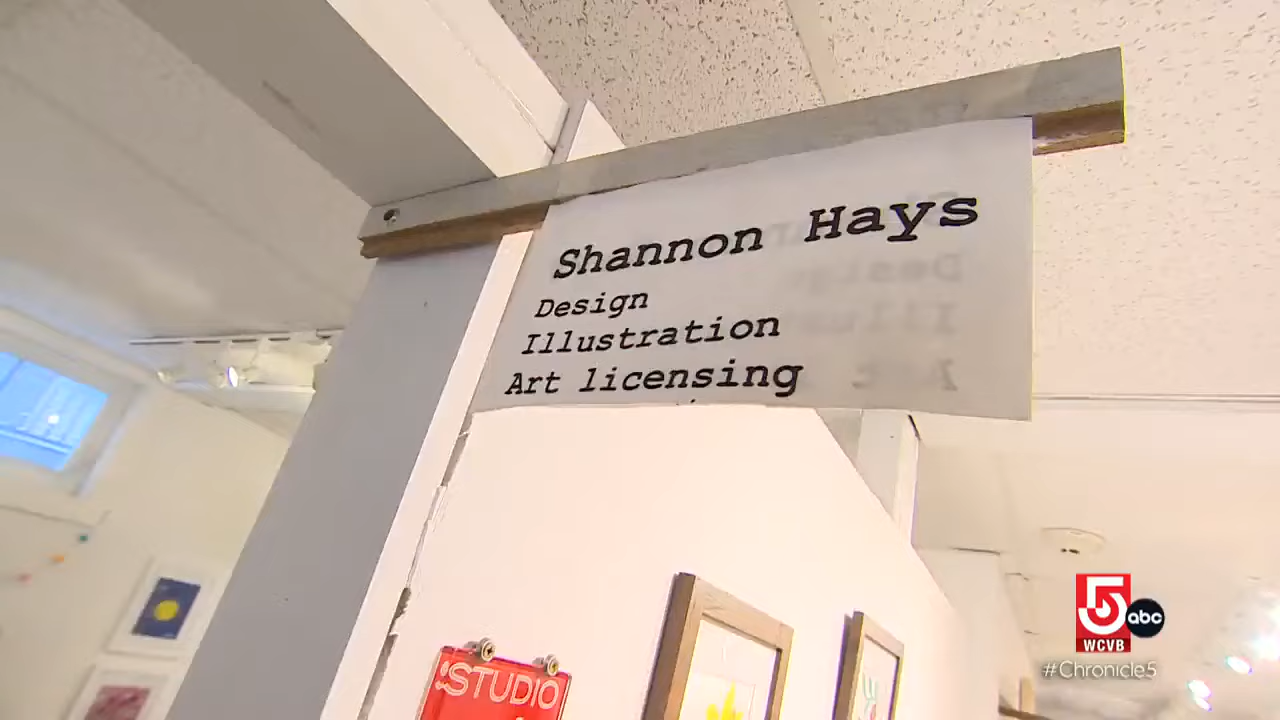 Shannon Hays
Design
Illustration
Art licensing
:STUDIO
5
abc
WCVB
#Chronicle5